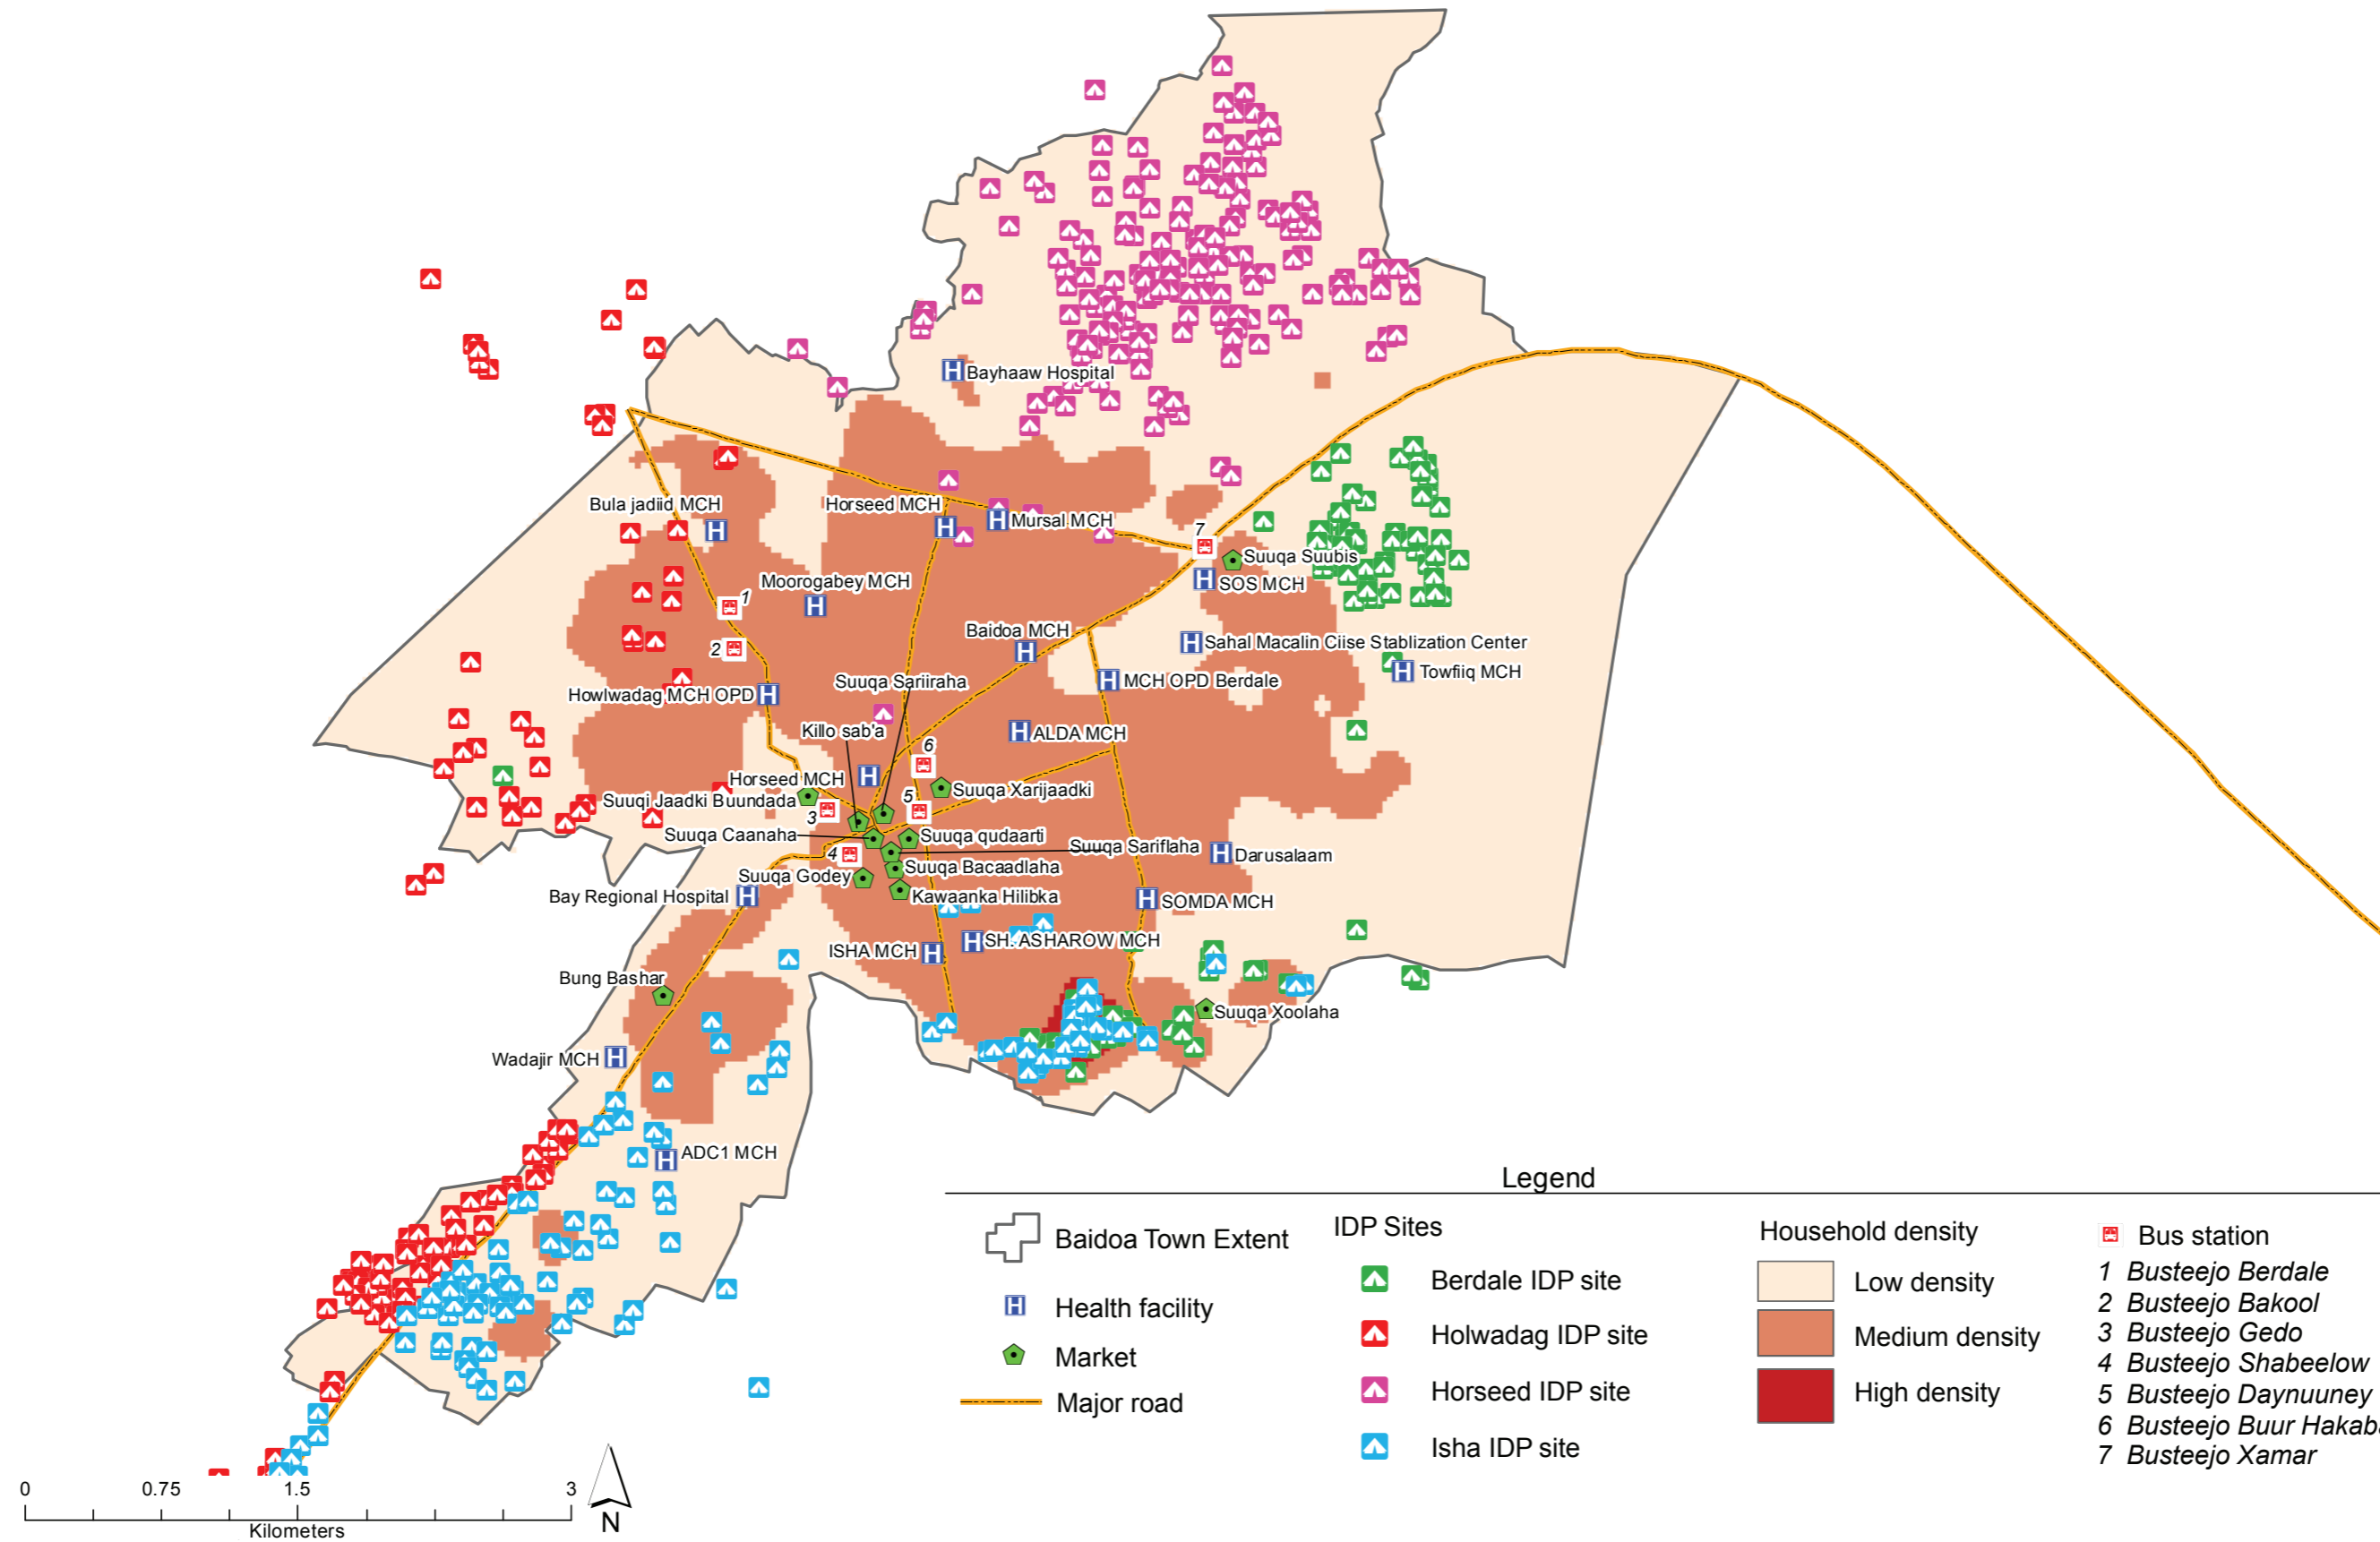 Bayhaaw Hospital
Bula jadiid MCH
Horseed MCH
Mursal MCH
7
Suuqa Suubis
SOS MCH
Moorogabey MCH
1
Baidoa MCH
2
Sahal Macalin Ciise Stablization Center
Towfiiq MCH
Suuqa Sariiraha
MCH OPD Berdale
Howlwadag MCH OPD
Killo sab'a
ALDA MCH
6
Horseed MCH
Suuqa Xarijaadki
Suuqi Jaadki Buundada
5
3
Suuqa Caanaha
Suuqa qudaarti
Suuqa Sariflaha
4
Darusalaam
Suuqa Godey
Suuqa Bacaadlaha
Bay Regional Hospital
Kawaanka Hilibka
SOMDA MCH
ISHA MCH
SH. ASHAROW MCH
Bung Bashar
Suuqa Xoolaha
Wadajir MCH
ADC1 MCH
Legend
Baidoa Town Extent
Health facility
Market
Major road
IDP Sites
Berdale IDP site
Holwadag IDP site
Horseed IDP site
Isha IDP site
Household density
Low density
Medium density
High density
Bus station
1 Busteejo Berdale
2 Busteejo Bakool
3 Busteejo Gedo
4 Busteejo Shabeelow
5 Busteejo Daynuuney
6 Busteejo Buur
7 Busteejo Xamar
0 0.75 1.5 3
Kilometers
N